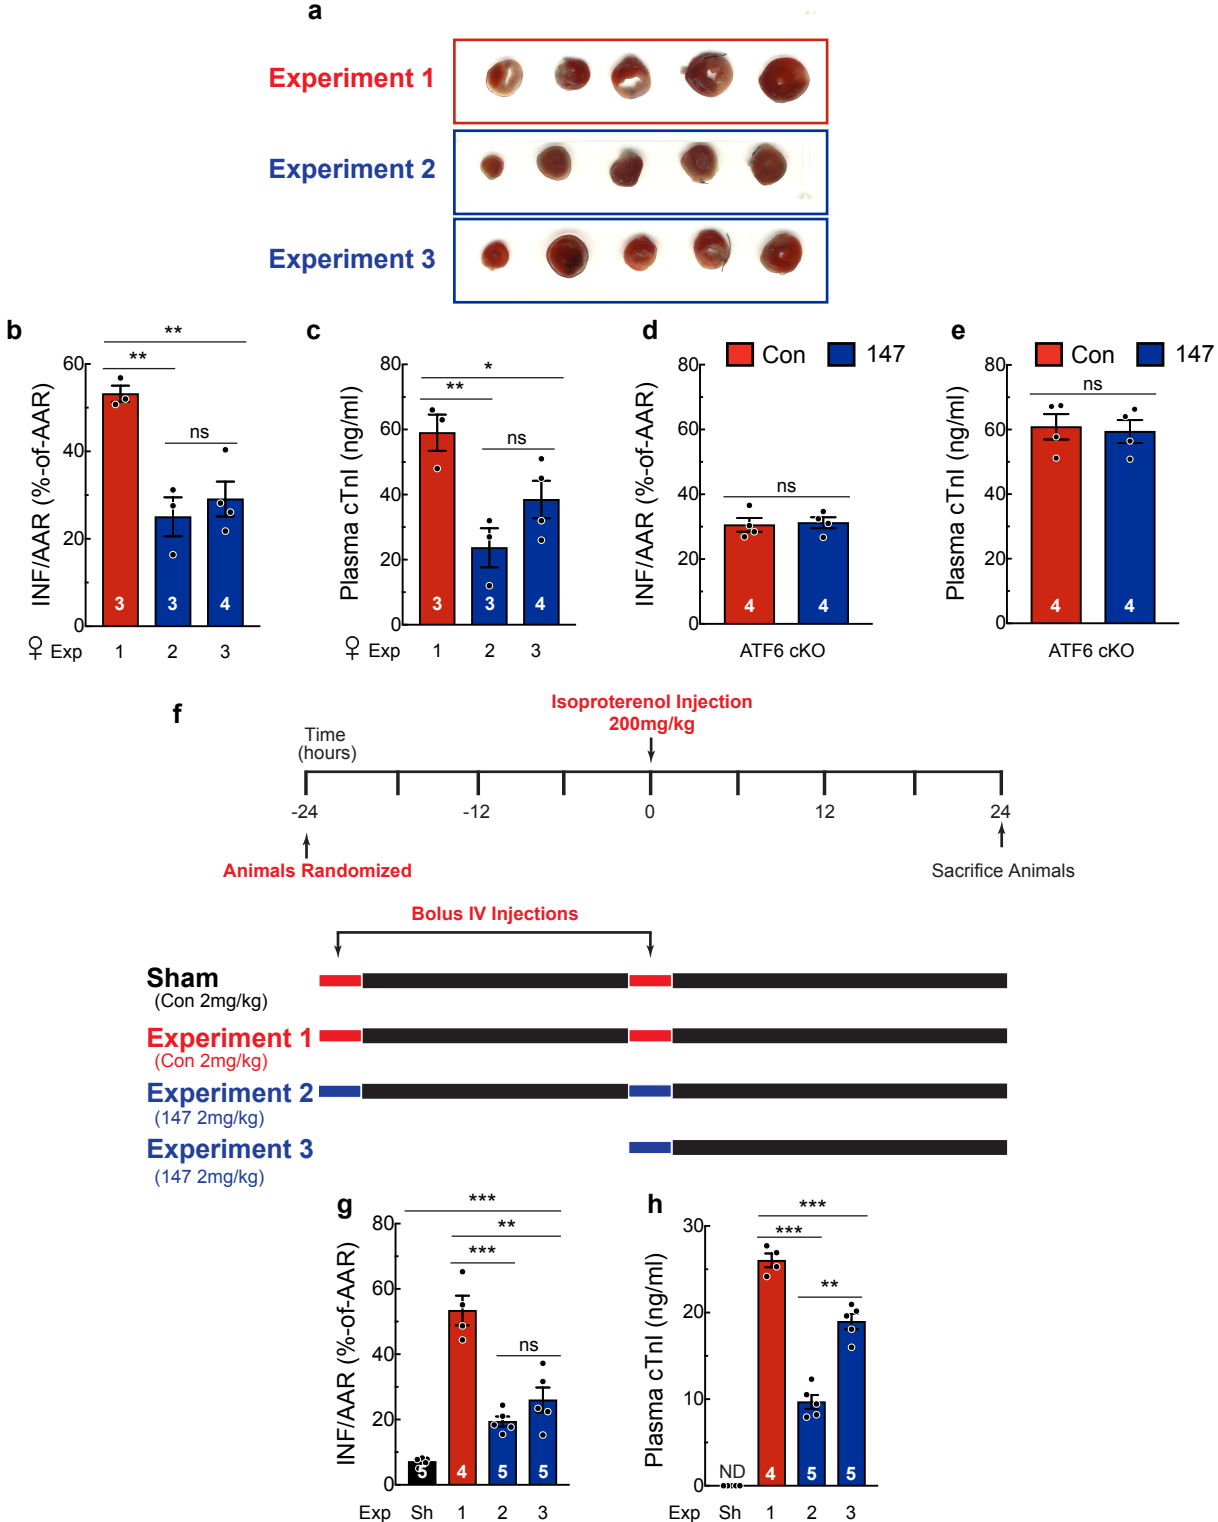 a
Experiment 1
Experiment 2
Experiment 3
b
**
**
ns
60
40
20
0
INF/AAR (%-of-AAR)
3
3
4
♀ Exp
1
2
3
c
*
**
ns
80
60
40
20
0
Plasma cTnI (ng/ml)
3
3
4
♀ Exp
1
2
3
d
Con
147
ns
80
60
40
20
0
INF/AAR (%-of-AAR)
4
4
ATF6 cKO
e
Con
147
ns
80
60
40
20
0
Plasma cTnI (ng/ml)
4
4
ATF6 cKO
f
Isoproterenol Injection
200mg/kg
Time
(hours)
-24
-12
0
12
24
Animals Randomized
Sacrifice Animals
Bolus IV Injections
Sham
(Con 2mg/kg)
Experiment 1
(Con 2mg/kg)
Experiment 2
(147 2mg/kg)
Experiment 3
(147 2mg/kg)
g
***
**
***
ns
80
60
40
20
0
INF/AAR (%-of-AAR)
5
4
5
5
Exp
Sh
1
2
3
h
***
***
**
30
20
10
0
Plasma cTnI (ng/ml)
ND
4
5
5
Exp
Sh
1
2
3